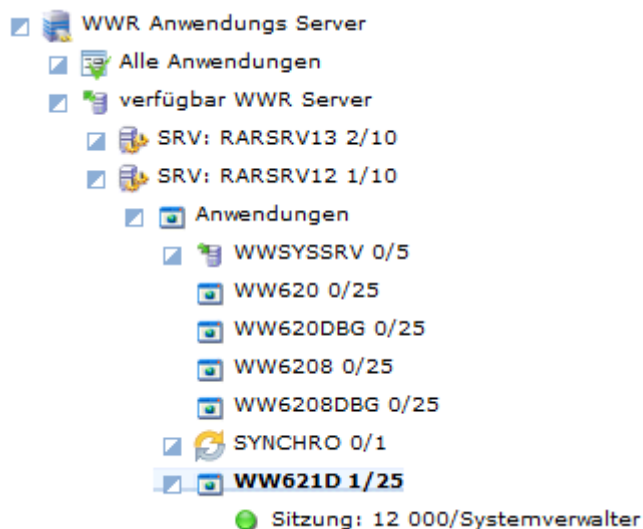 WWR Anwendungs Server
Alle Anwendungen
verfügbar WWR Server
SRV: RARSRV13 2/10
SRV: RARSRV12 1/10
Anwendungen
WWSYSSRV 0/5
WW620 0/25
WW620DBG 0/25
WW6208 0/25
WW6208DBG 0/25
SYNCHRO 0/1
WW621D 1/25
Sitzung: 12 000/Systemverwalter